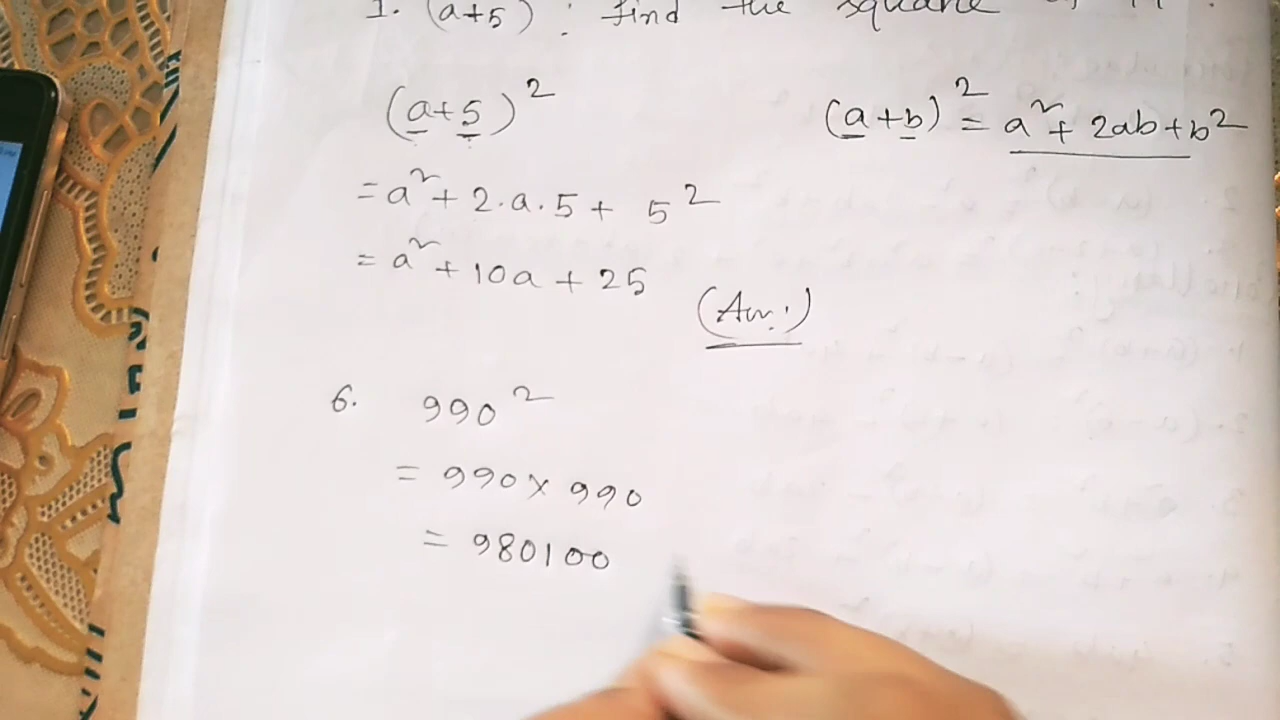 1. (a+5) : find the square
(a+5)²
(a+b)² = a²+ 2ab+b²
= a²+ 2.a.5+ 5²
= a²+10a+25
(Ans.)
6. 990²
= 990×990
= 980100